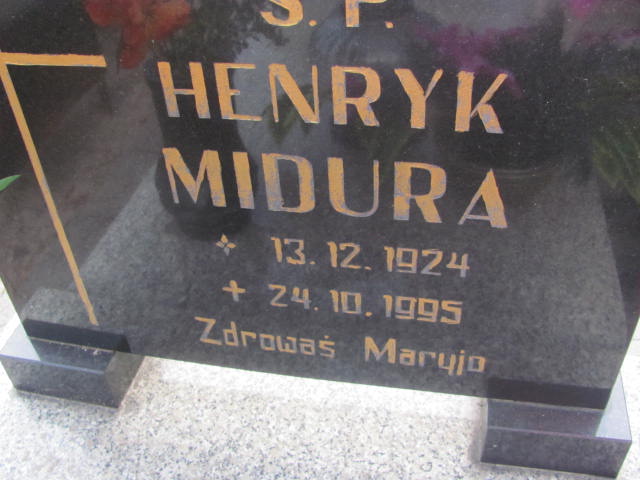 Ś. P.
HENRYK
MIDURA
13. 12. 1924
+ 24. 10. 1995
Zdrowaś Maryjo